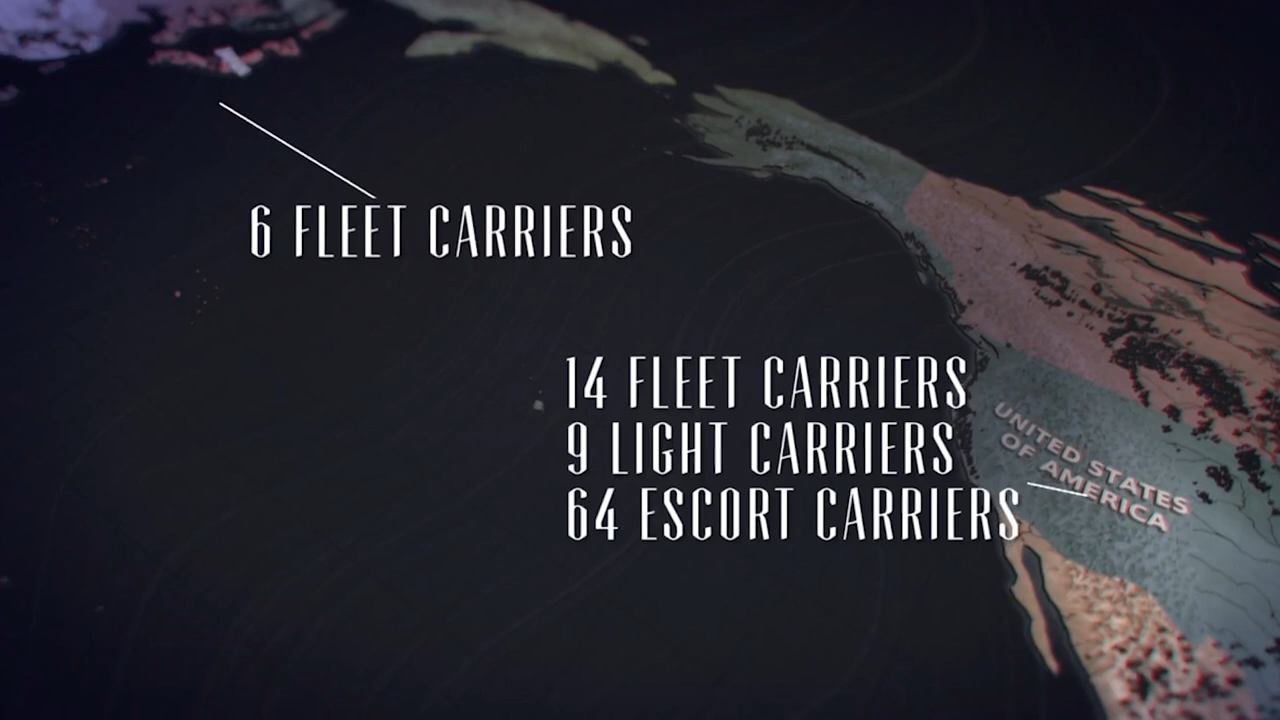 6 FLEET CARRIERS
14 FLEET CARRIERS
9 LIGHT CARRIERS
64 ESCORT CARRIERS
UNITED STATES
OF AMERICA